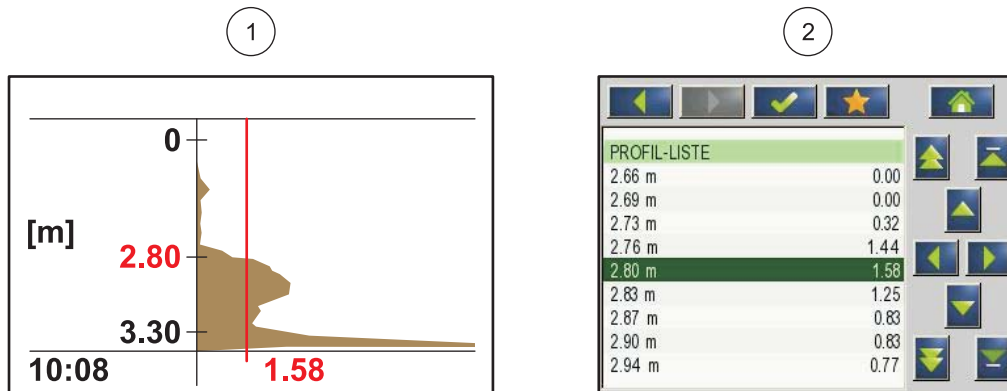 1
0
[m]
2.80
3.30
10:08
1.58
2
PROFIL-LISTE
2.66 m 0.00
2.69 m 0.00
2.73 m 0.32
2.76 m 1.44
2.80 m 1.58
2.83 m 1.25
2.87 m 0.83
2.90 m 0.83
2.94 m 0.77